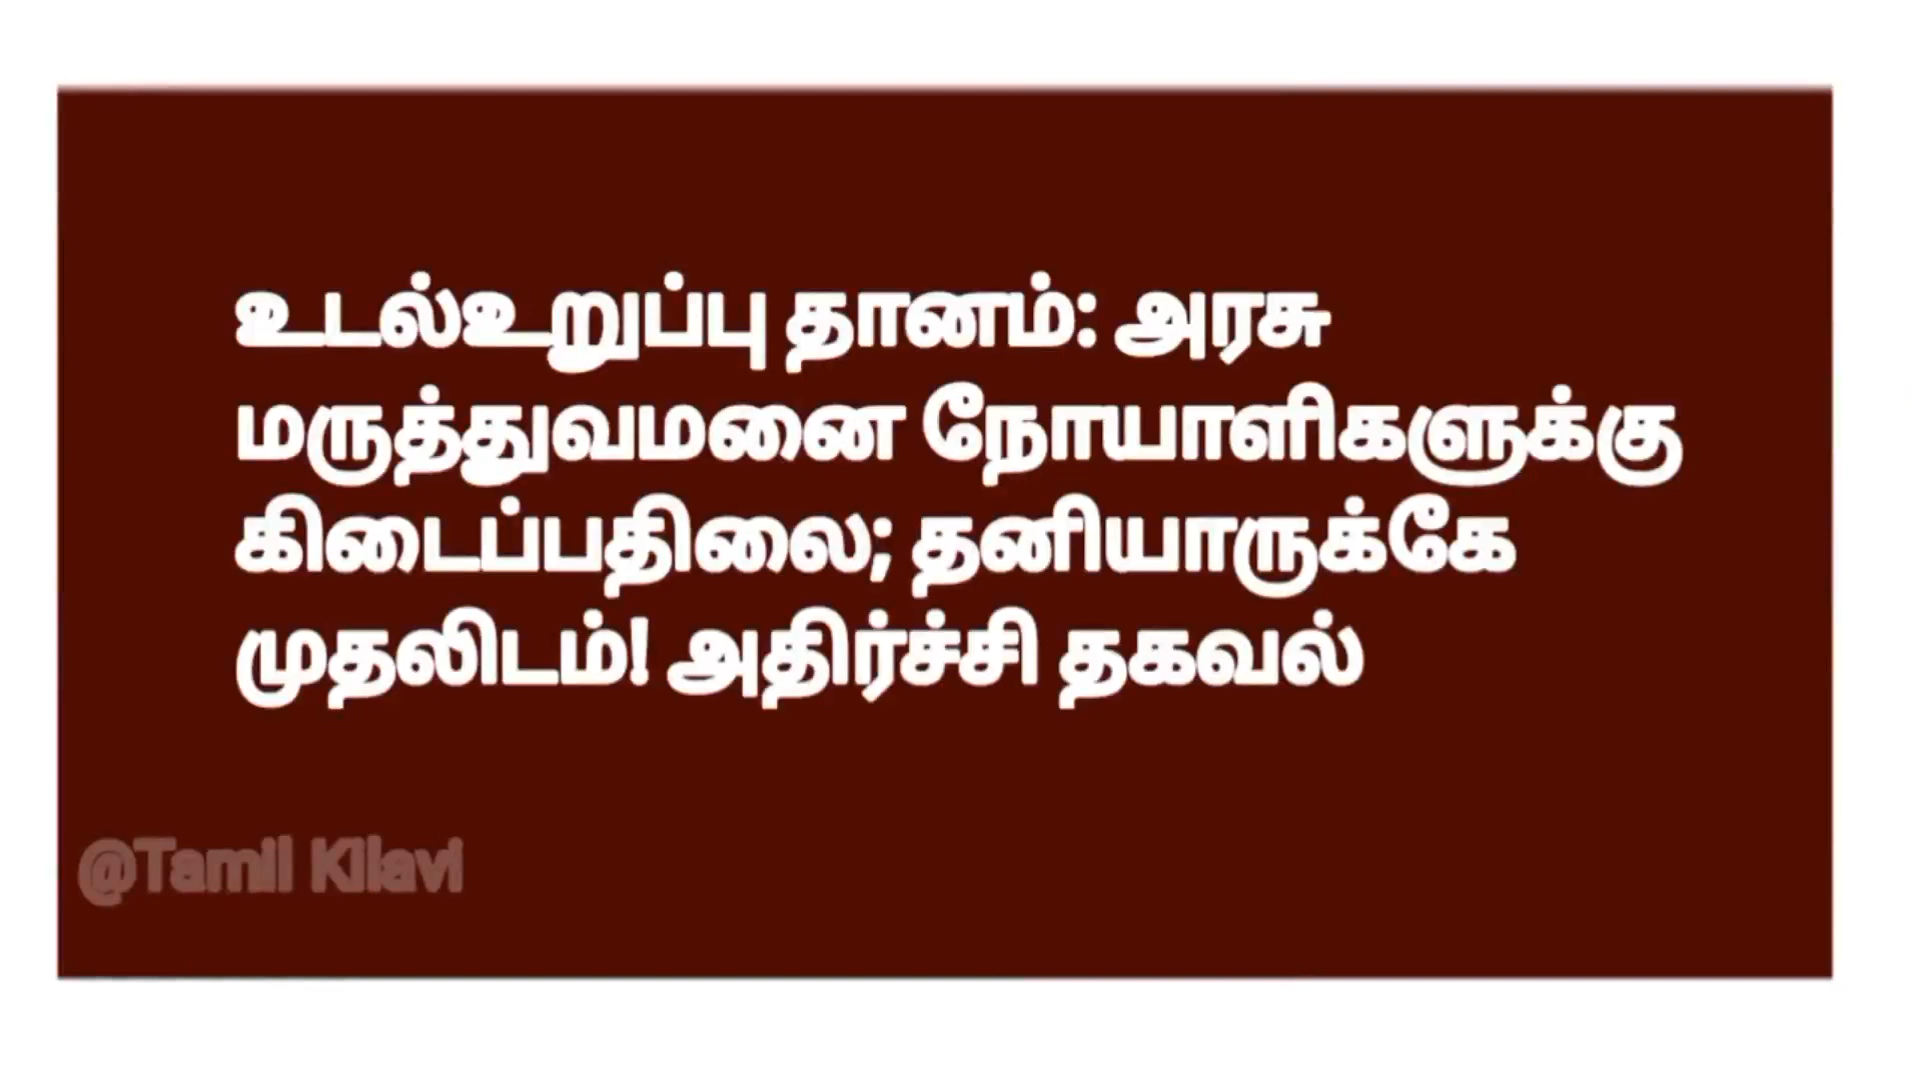 உடல்உறுப்பு தானம்: அரசு
மருத்துவமனை நோயாளிகளுக்கு
கிடைப்பதிலை; தனியாருக்கே
முதலிடம்! அதிர்ச்சி தகவல்
@Tamil Kilavi